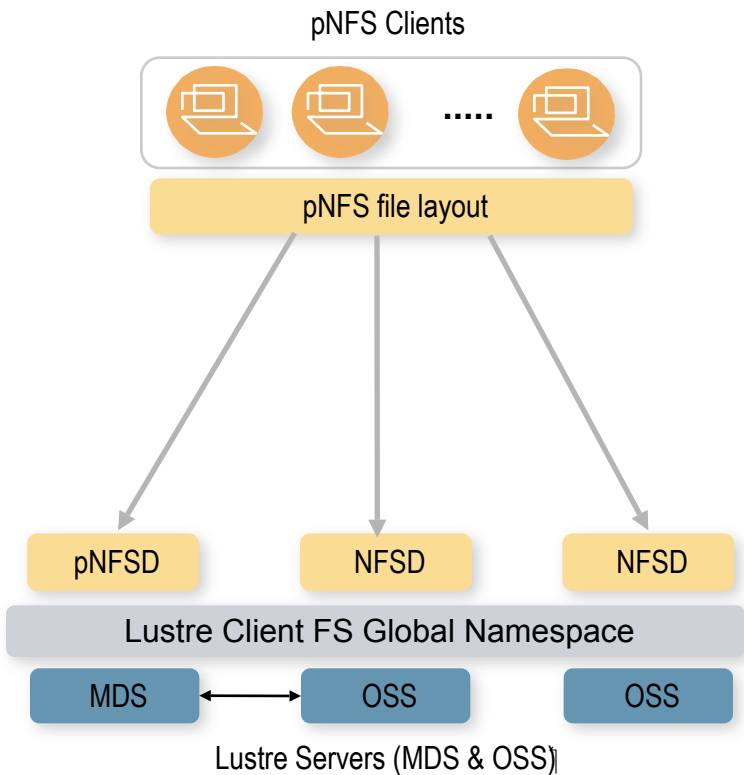 pNFS Clients
.....
pNFS file layout
pNFSD
NFSD
NFSD
Lustre Client FS Global Namespace
MDS
OSS
OSS
Lustre Servers (MDS & OSS)